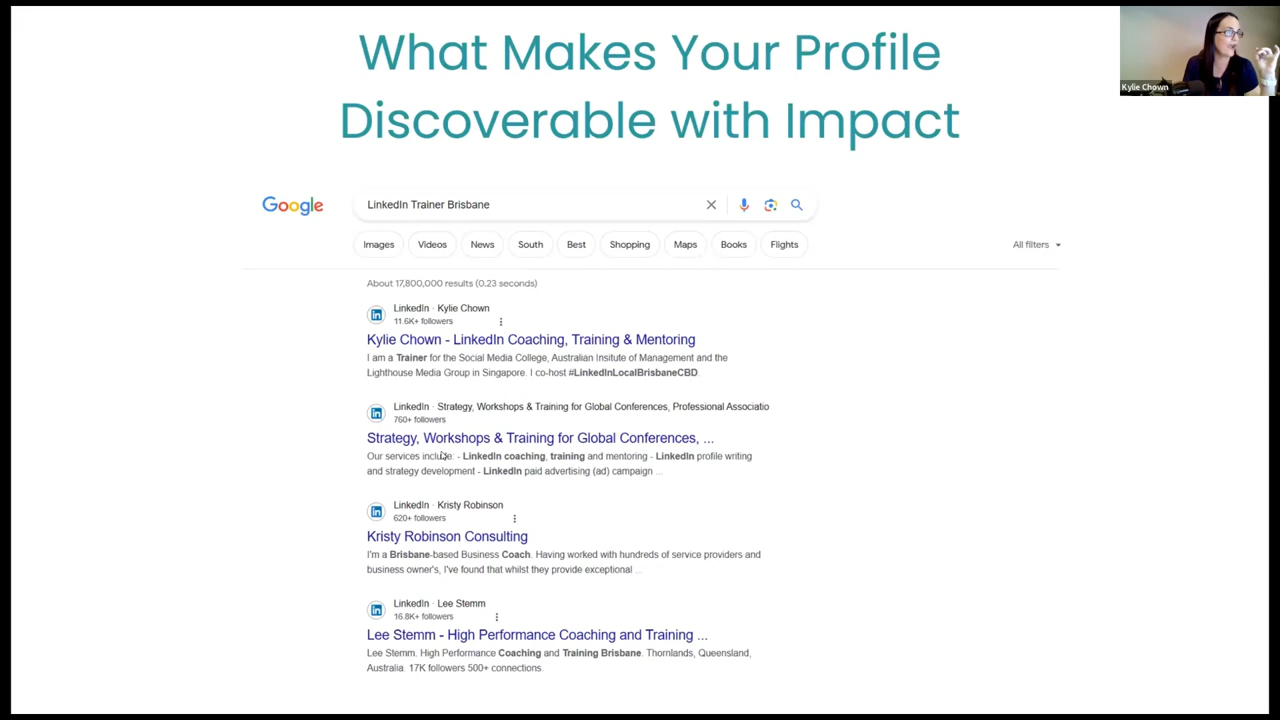 What Makes Your Profile
Discoverable with Impact
Kylie Chown
Google
LinkedIn Trainer Brisbane
Images
Videos
News
South
Best
Shopping
Maps
Books
Flights
All filters
About 17,800,000 results (0.23 seconds)
LinkedIn · Kylie Chown
11.6K+ followers
Kylie Chown - LinkedIn Coaching, Training & Mentoring
I am a Trainer for the Social Media College, Australian Insitute of Management and the
Lighthouse Media Group in Singapore. I co-host #LinkedInLocalBrisbaneCBD.
LinkedIn · Strategy, Workshops & Training for Global Conferences, Professional Associatio
760+ followers
Strategy, Workshops & Training for Global Conferences, ...
Our services include: - LinkedIn coaching, training and mentoring - LinkedIn profile writing
and strategy development - LinkedIn paid advertising (ad) campaign ...
LinkedIn · Kristy Robinson
620+ followers
Kristy Robinson Consulting
I'm a Brisbane-based Business Coach. Having worked with hundreds of service providers and
business owner's, I've found that whilst they provide exceptional ...
LinkedIn · Lee Stemm
16.8K+ followers
Lee Stemm - High Performance Coaching and Training ...
Lee Stemm. High Performance Coaching and Training Brisbane. Thornlands, Queensland,
Australia. 17K followers 500+ connections.